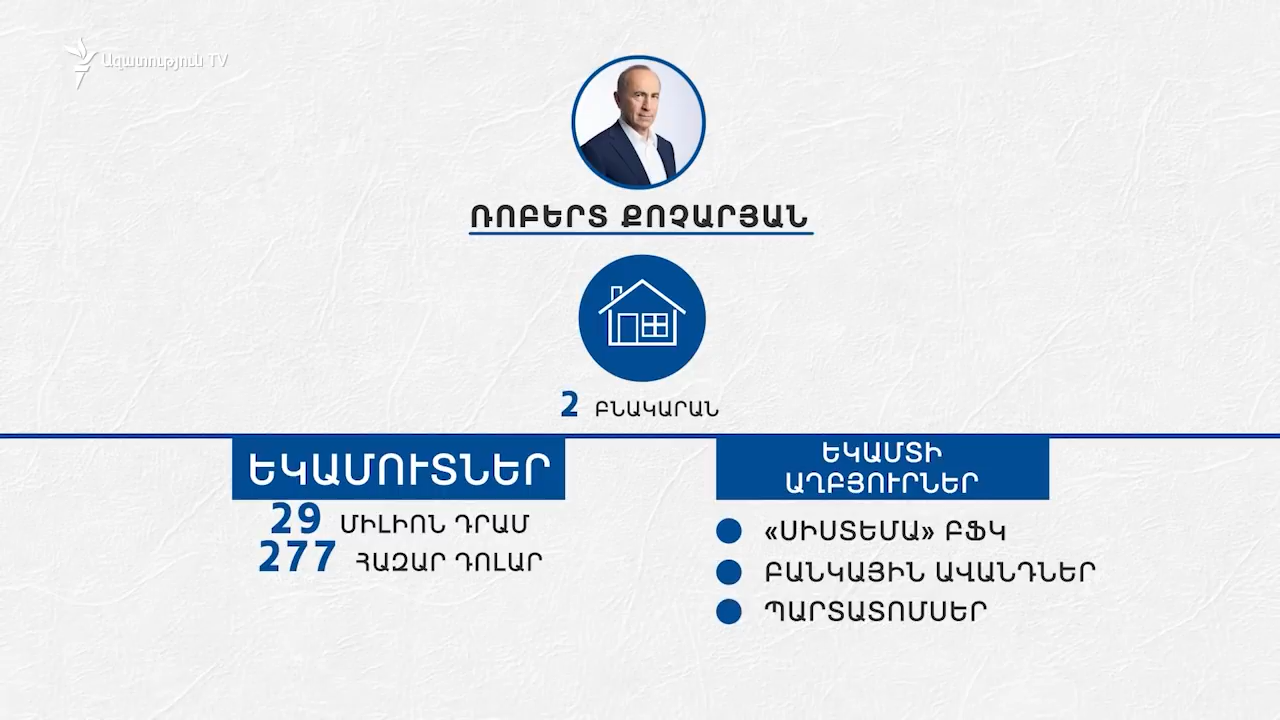 Ազատություն TV
ՌՈԲԵՐՏ ՔՈՉԱՐՅԱՆ
2 ԲՆԱԿԱՐԱՆ
ԵԿԱՄՈՒՏՆԵՐ
29 ՄԻԼԻՈՆ ԴՐԱՄ
277 ՀԱԶԱՐ ԴՈԼԱՐ
ԵԿԱՄՏԻ
ԱՂԲՅՈՒՐՆԵՐ
«ՍԻՍՏԵՄԱ» ԲՖԿ
ԲԱՆԿԱՅԻՆ ԱՎԱՆԴՆԵՐ
ՊԱՐՏԱՏՈՄՍԵՐ